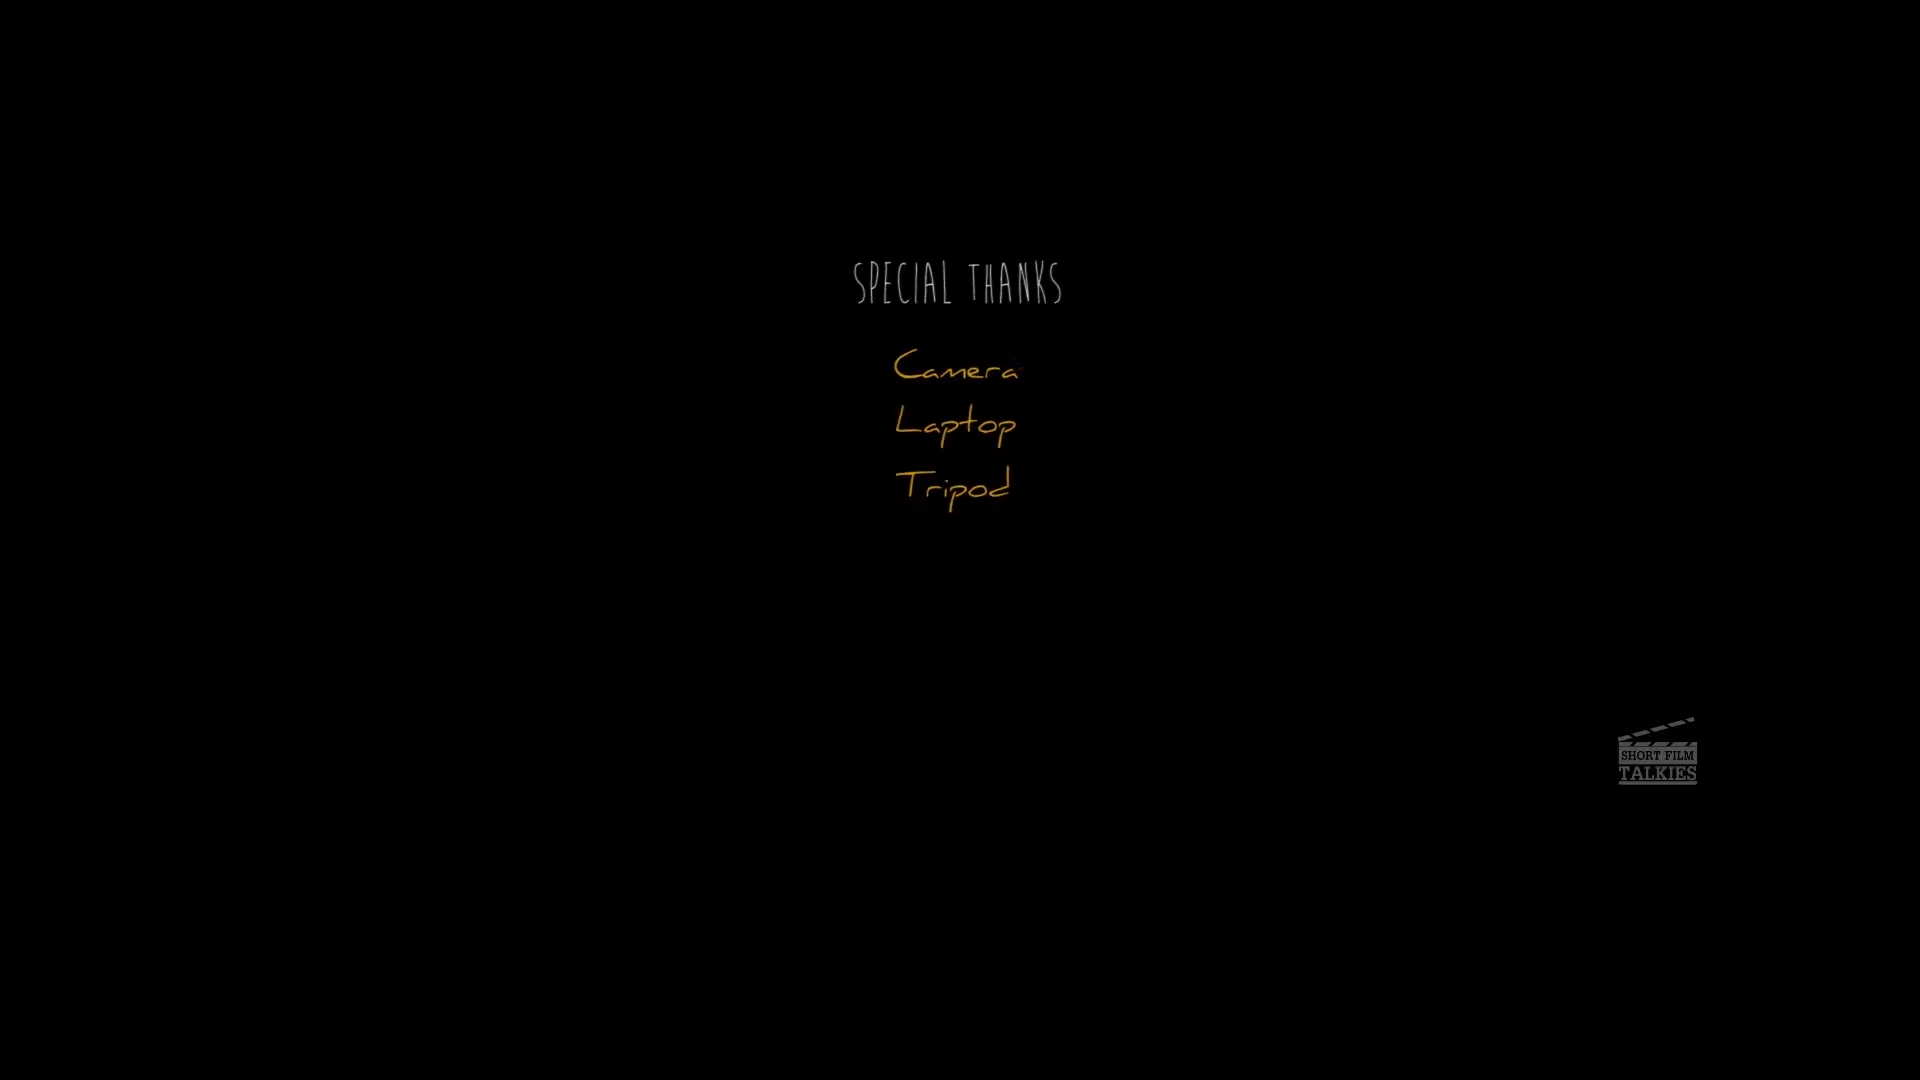 SPECIAL THANKS
Camera
Laptop
Tripod
SHORT FILM
TALKIES